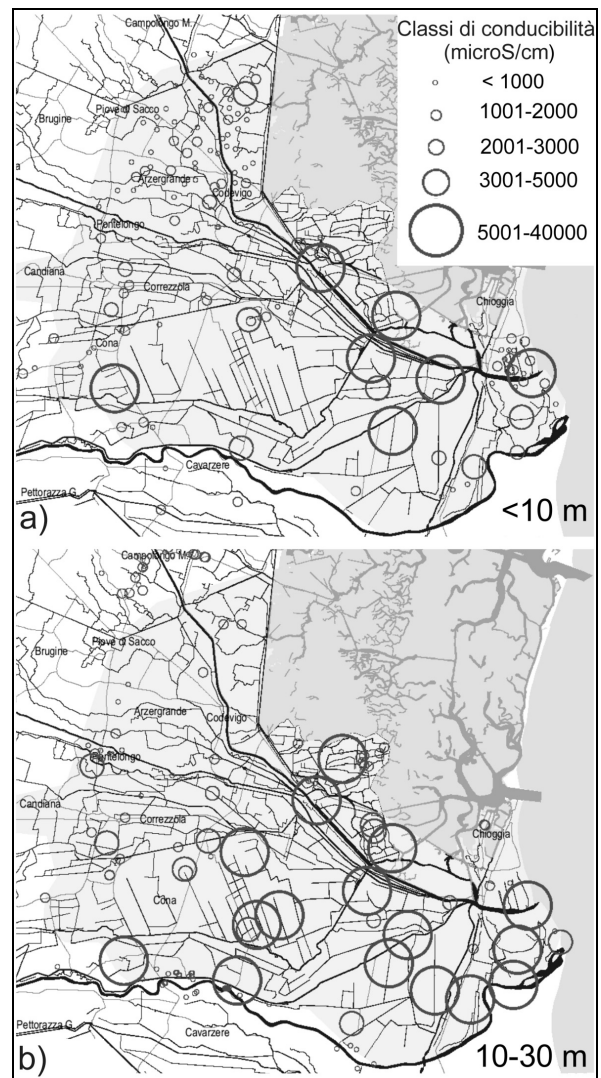 Campolongo M.
Classi di conducibilità
(microS/cm)
< 1000
1001-2000
2001-3000
3001-5000
5001-40000
Piove di Sacco
Brugine
Arzergrande
Codevigo
Pontelongo
Candiana
Correzzola
Chioggia
Cona
Cavarzere
Pettorazza G.
a)
<10 m
Campolongo M.
Piove di Sacco
Brugine
Arzergrande
Codevigo
Pontelongo
Candiana
Correzzola
Chioggia
Cona
Pettorazza G.
Cavarzere
b)
10-30 m